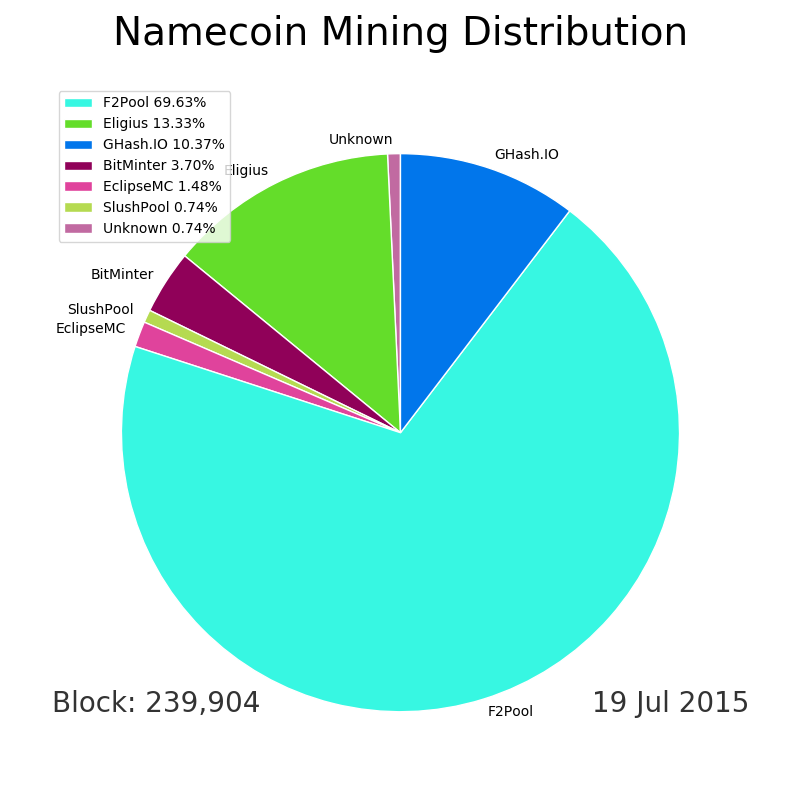 Namecoin Mining Distribution
F2Pool 69.63%
Eligius 13.33%
GHash.IO 10.37%
BitMinter 3.70%
EclipseMC 1.48%
SlushPool 0.74%
Unknown 0.74%
Unknown
GHash.IO
Eligius
BitMinter
SlushPool
EclipseMC
F2Pool
Block: 239,904
19 Jul 2015